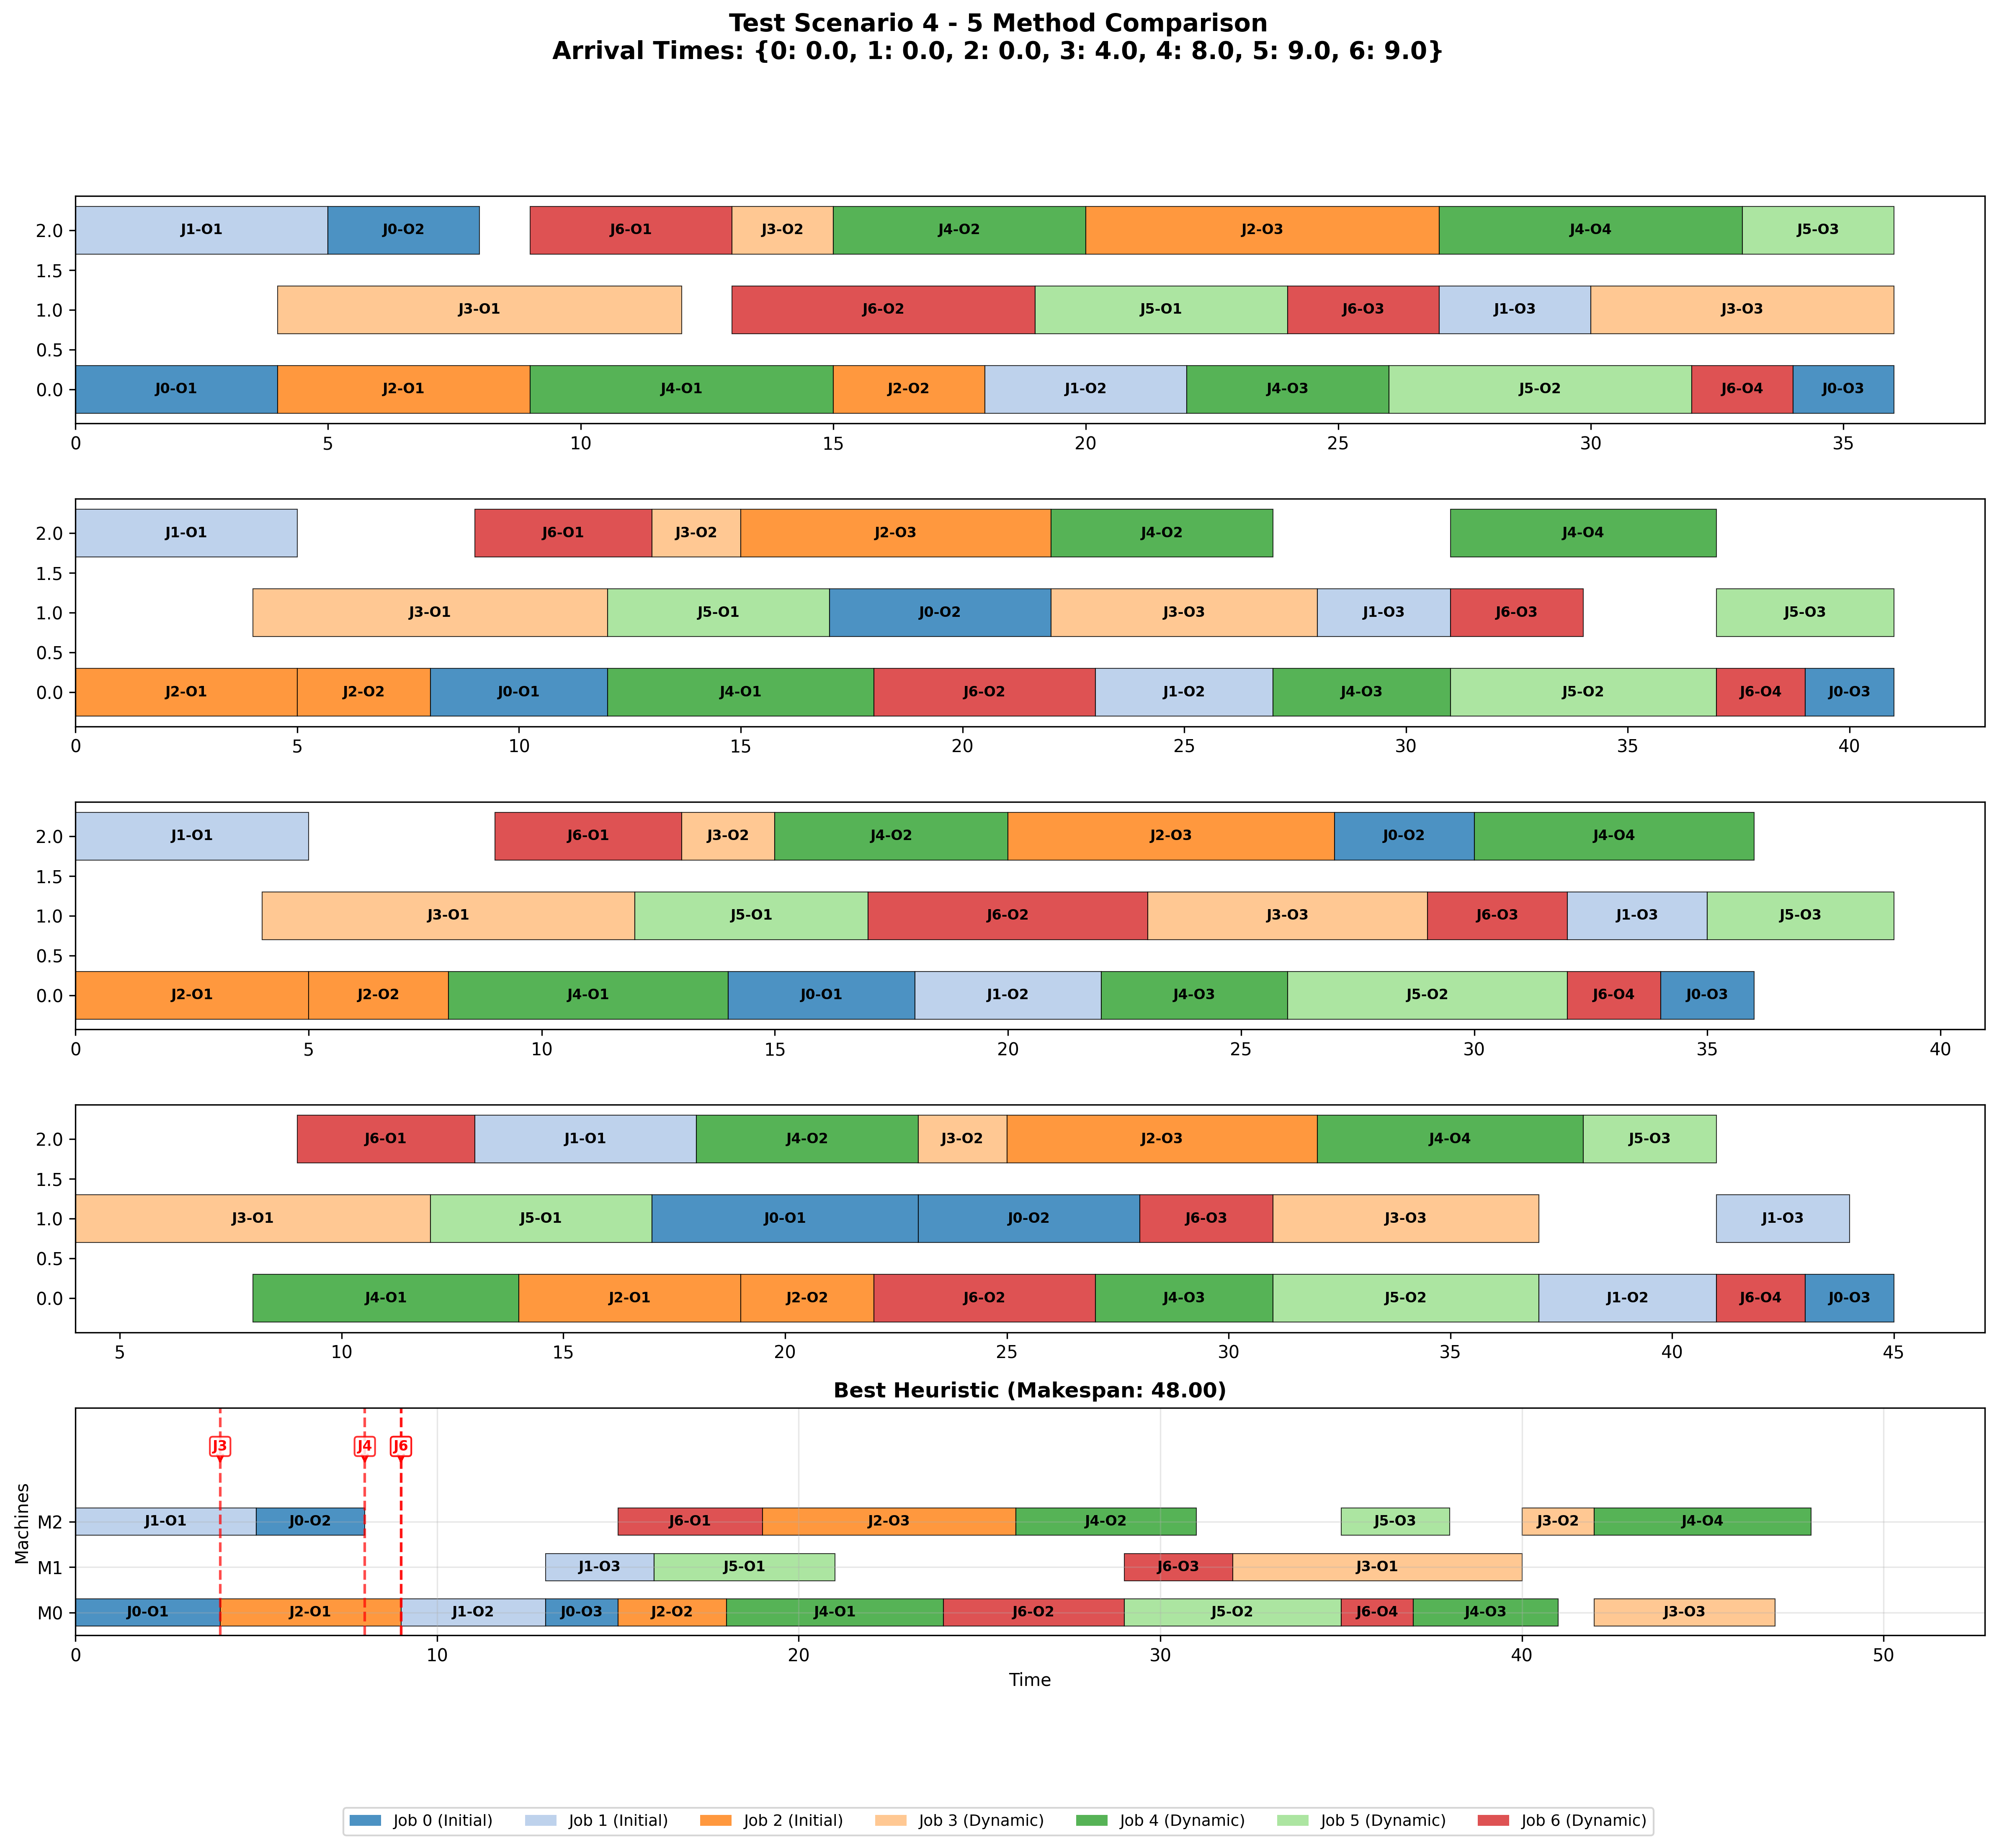 Test Scenario 4 - 5 Method Comparison
Arrival Times: {0: 0.0, 1: 0.0, 2: 0.0, 3: 4.0, 4: 8.0, 5: 9.0, 6: 9.0}
2.0 J1-O1 J0-O2 J6-O1 J3-O2 J4-O2 J2-O3 J4-O4 J5-O3
1.5
1.0 J3-O1 J6-O2 J5-O1 J6-O3 J1-O3 J3-O3
0.5
0.0 J0-O1 J2-O1 J4-O1 J2-O2 J1-O2 J4-O3 J5-O2 J6-O4 J0-O3
0 5 10 15 20 25 30 35
2.0 J1-O1 J6-O1 J3-O2 J2-O3 J4-O2 J4-O4
1.5
1.0 J3-O1 J5-O1 J0-O2 J3-O3 J1-O3 J6-O3 J5-O3
0.5
0.0 J2-O1 J2-O2 J0-O1 J4-O1 J6-O2 J1-O2 J4-O3 J5-O2 J6-O4 J0-O3
0 5 10 15 20 25 30 35 40
2.0 J1-O1 J6-O1 J3-O2 J4-O2 J2-O3 J0-O2 J4-O4
1.5
1.0 J3-O1 J5-O1 J6-O2 J3-O3 J6-O3 J1-O3 J5-O3
0.5
0.0 J2-O1 J2-O2 J4-O1 J0-O1 J1-O2 J4-O3 J5-O2 J6-O4 J0-O3
0 5 10 15 20 25 30 35 40
2.0 J6-O1 J1-O1 J4-O2 J3-O2 J2-O3 J4-O4 J5-O3
1.5
1.0 J3-O1 J5-O1 J0-O1 J0-O2 J6-O3 J3-O3 J1-O3
0.5
0.0 J4-O1 J2-O1 J2-O2 J6-O2 J4-O3 J5-O2 J1-O2 J6-O4 J0-O3
5 10 15 20 25 30 35 40 45
Best Heuristic (Makespan: 48.00)
J3 J4 J6
Machines
M2 J1-O1 J0-O2 J6-O1 J2-O3 J4-O2 J5-O3 J3-O2 J4-O4
M1 J1-O3 J5-O1 J6-O3 J3-O1
M0 J0-O1 J2-O1 J1-O2 J0-O3 J2-O2 J4-O1 J6-O2 J5-O2 J6-O4 J4-O3 J3-O3
0 10 20 30 40 50
Time
Job 0 (Initial) Job 1 (Initial) Job 2 (Initial) Job 3 (Dynamic) Job 4 (Dynamic) Job 5 (Dynamic) Job 6 (Dynamic)